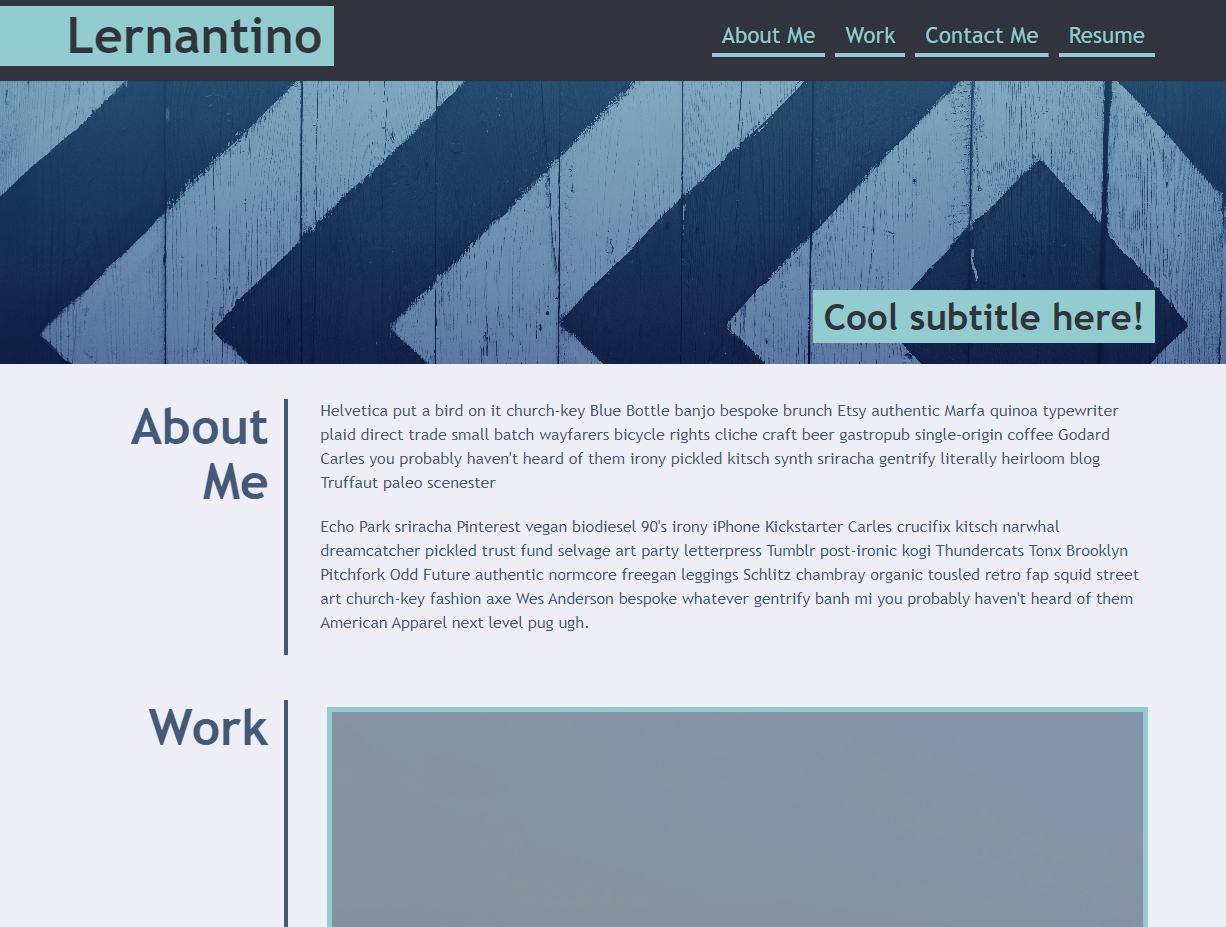 Lernantino
About Me
Work
Contact Me
Resume
Cool subtitle here!
About
Me
Helvetica put a bird on it church-key Blue Bottle banjo bespoke brunch Etsy authentic Marfa quinoa typewriter
plaid direct trade small batch wayfarers bicycle rights cliche craft beer gastropub single-origin coffee Godard
Carles you probably haven't heard of them irony pickled kitsch synth sriracha gentrify literally heirloom blog
Truffaut paleo scenester
Echo Park sriracha Pinterest vegan biodiesel 90's irony iPhone Kickstarter Carles crucifix kitsch narwhal
dreamcatcher pickled trust fund selvage art party letterpress Tumblr post-ironic kogi Thundercats Tonx Brooklyn
Pitchfork Odd Future authentic normcore freegan leggings Schlitz chambray organic tousled retro fap squid street
art church-key fashion axe Wes Anderson bespoke whatever gentrify banh mi you probably haven't heard of them
American Apparel next level pug ugh.
Work